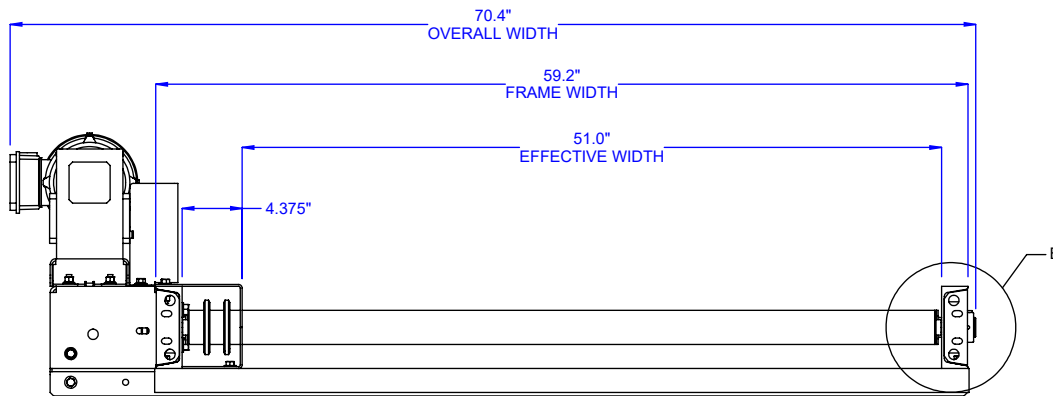 70.4"
OVERALL WIDTH
59.2"
FRAME WIDTH
51.0"
EFFECTIVE WIDTH
4.375"